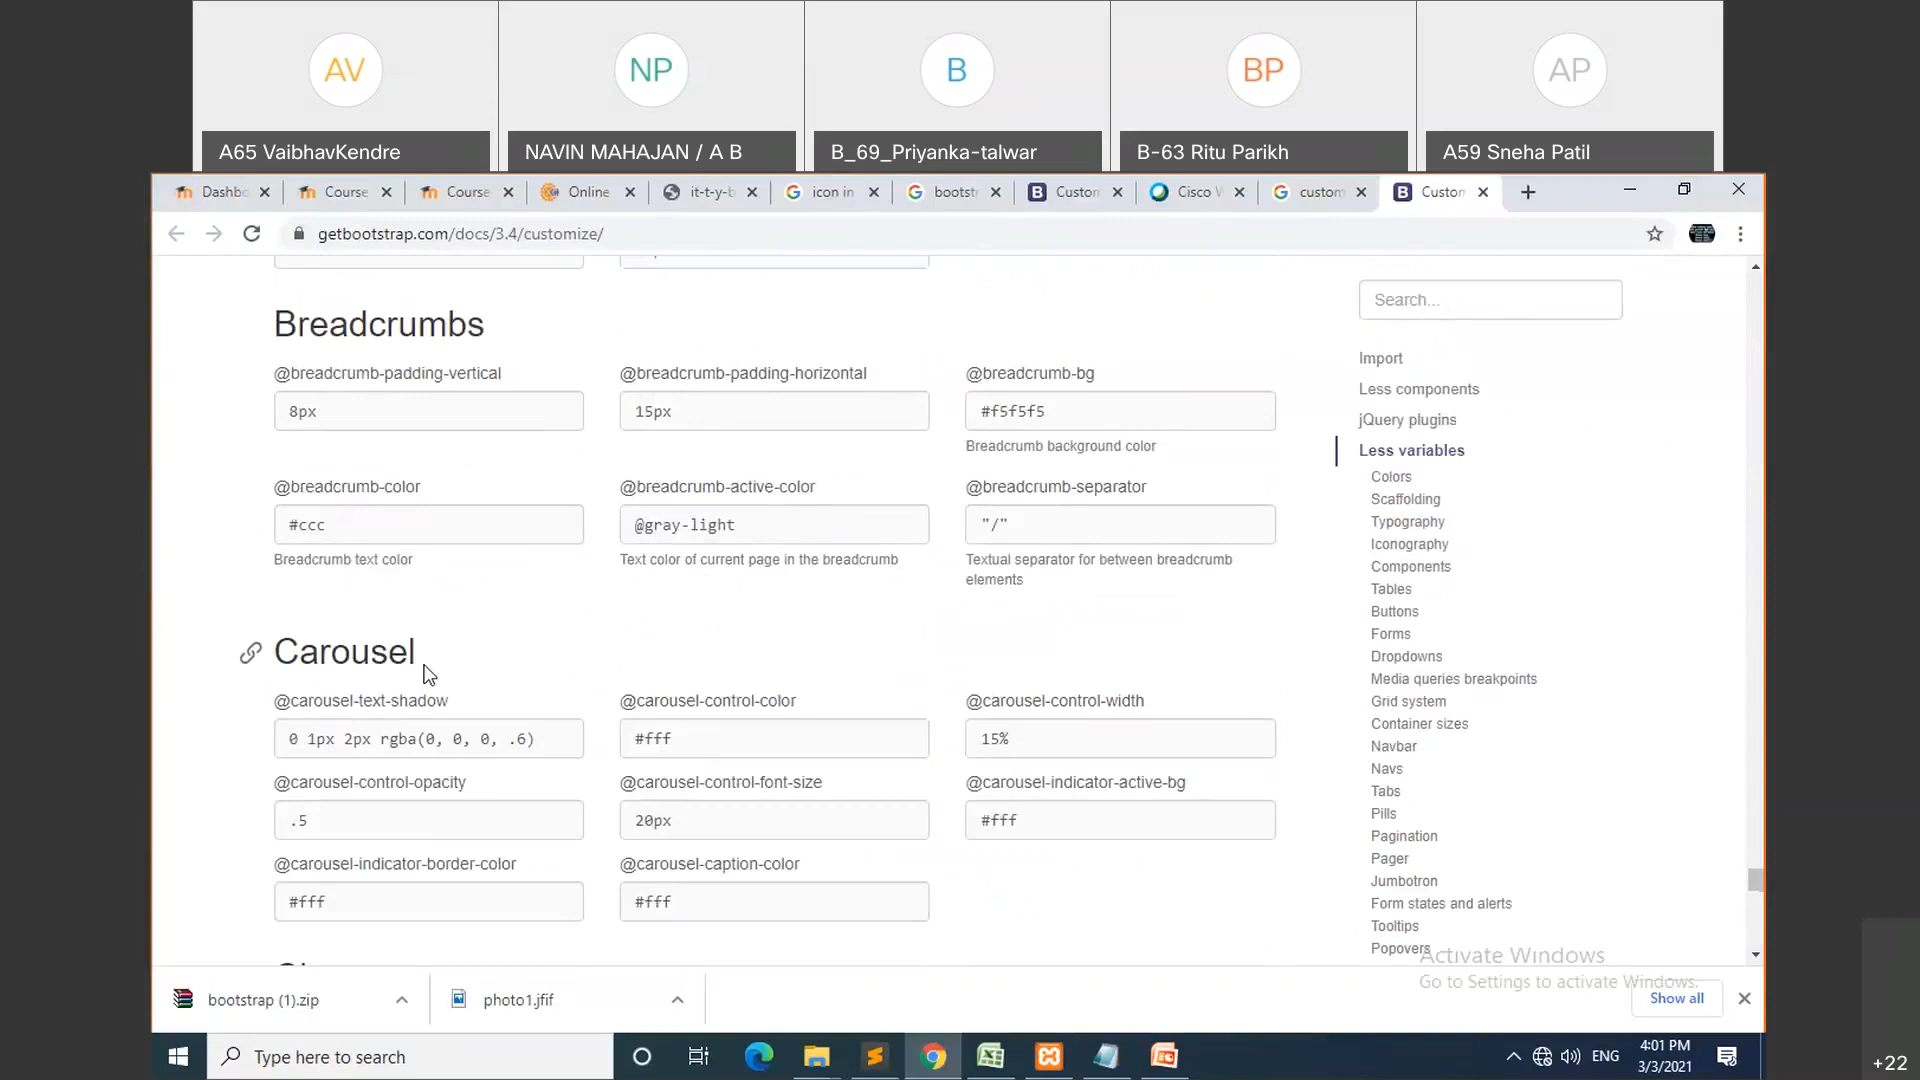 AV
NP
B
BP
AP
A65 VaibhavKendre
NAVIN MAHAJAN / A B
B_69_Priyanka-talwar
B-63 Ritu Parikh
A59 Sneha Patil
Dashbo
Course
Course
Online
it-t-y-b
icon in
bootst
Custom
Cisco W
custom
Custom
getbootstrap.com/docs/3.4/customize/
Breadcrumbs
@breadcrumb-padding-vertical
@breadcrumb-padding-horizontal
@breadcrumb-bg
8px
15px
#f5f5f5
Breadcrumb background color
@breadcrumb-color
@breadcrumb-active-color
@breadcrumb-separator
#ccc
@gray-light
"/"
Breadcrumb text color
Text color of current page in the breadcrumb
Textual separator for between breadcrumb
elements
Carousel
@carousel-text-shadow
@carousel-control-color
@carousel-control-width
0 1px 2px rgba(0, 0, 0, .6)
#fff
15%
@carousel-control-opacity
@carousel-control-font-size
@carousel-indicator-active-bg
.5
20px
#fff
@carousel-indicator-border-color
@carousel-caption-color
#fff
#fff
Search...
Import
Less components
jQuery plugins
Less variables
Colors
Scaffolding
Typography
Iconography
Components
Tables
Buttons
Forms
Dropdowns
Media queries breakpoints
Grid system
Container sizes
Navbar
Navs
Tabs
Pills
Pagination
Pager
Jumbotron
Form states and alerts
Tooltips
Popovers
Activate Windows
Go to Settings to activate Windows.
bootstrap (1).zip
photo1.jfif
Show all
Type here to search
ENG
4:01 PM
3/3/2021
+22